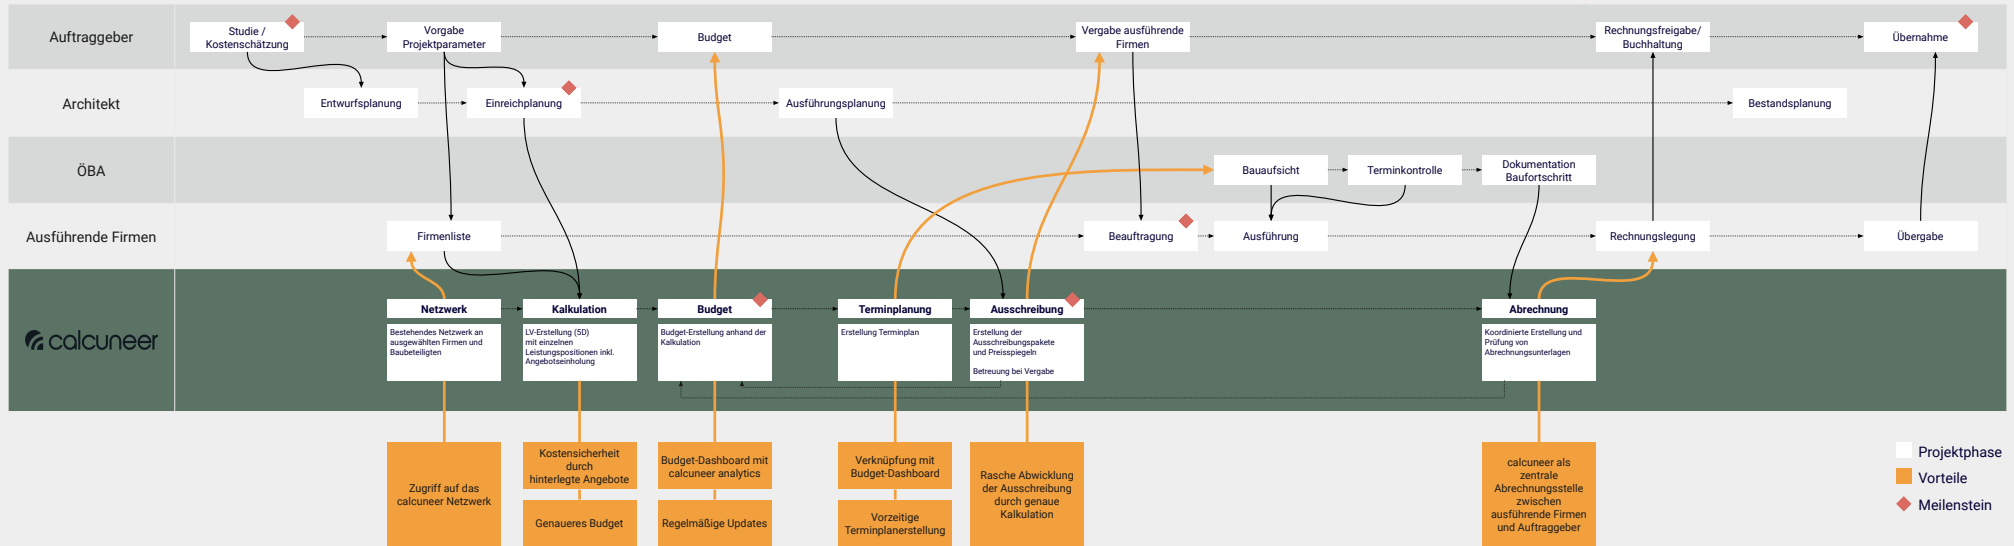 Auftraggeber
Studie /
Kostenschätzung
Vorgabe
Projektparameter
Budget
Vergabe ausführende
Firmen
Rechnungsfreigabe/
Buchhaltung
Übernahme
Architekt
Entwurfsplanung
Einreichplanung
Ausführungsplanung
Bestandsplanung
ÖBA
Bauaufsicht
Terminkontrolle
Dokumentation
Baufortschritt
Ausführende Firmen
Firmenliste
Beauftragung
Ausführung
Rechnungslegung
Übergabe
calcuneer
Netzwerk
Bestehendes Netzwerk an
ausgewählten Firmen und
Baubeteiligten
Kalkulation
LV-Erstellung (5D)
mit einzelnen
Leistungspositionen inkl.
Angebotseinholung
Budget
Budget-Erstellung anhand der
Kalkulation
Terminplanung
Erstellung Terminplan
Ausschreibung
Erstellung der
Ausschreibungspakete
und Preisspiegeln
Betreuung bei Vergabe
Abrechnung
Koordinierte Erstellung und
Prüfung von
Abrechnungsunterlagen
Zugriff auf das
calcuneer Netzwerk
Kostensicherheit
durch
hinterlegte Angebote
Genaueres Budget
Budget-Dashboard mit
calcuneer analytics
Regelmäßige Updates
Verknüpfung mit
Budget-Dashboard
Vorzeitige
Terminplanerstellung
Rasche Abwicklung
der Ausschreibung
durch genaue
Kalkulation
calcuneer als
zentrale
Abrechnungsstelle
zwischen
ausführende Firmen
und Auftraggeber
Projektphase
Vorteile
Meilenstein